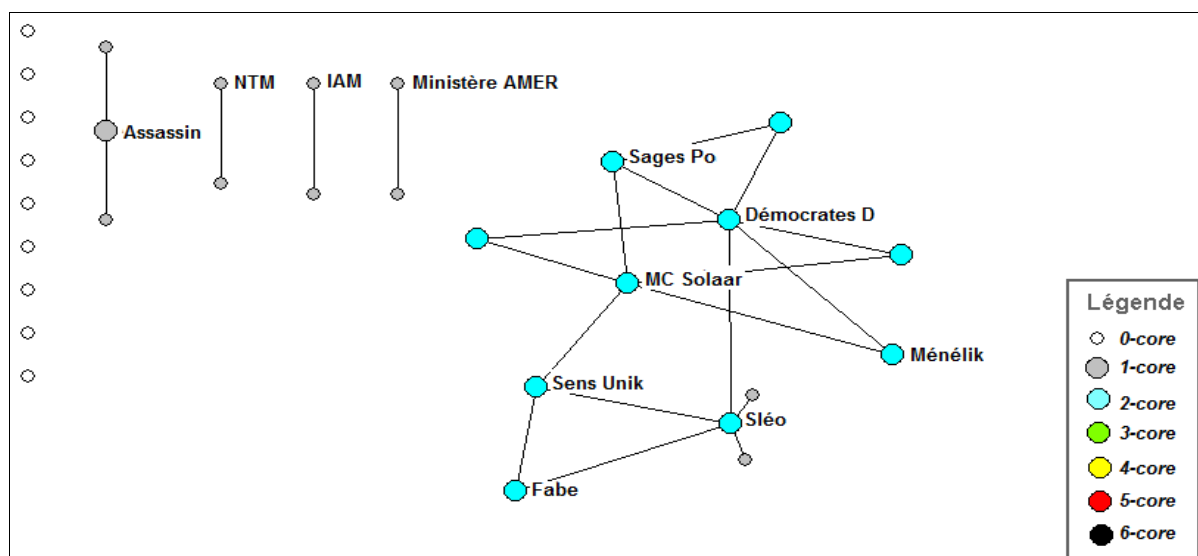 NTM
IAM
Ministère AMER
Assassin
Sages Po
Démocrates D
MC Solaar
Ménélik
Sens Unik
Sléo
Fabe
Légende
0-core
1-core
2-core
3-core
4-core
5-core
6-core